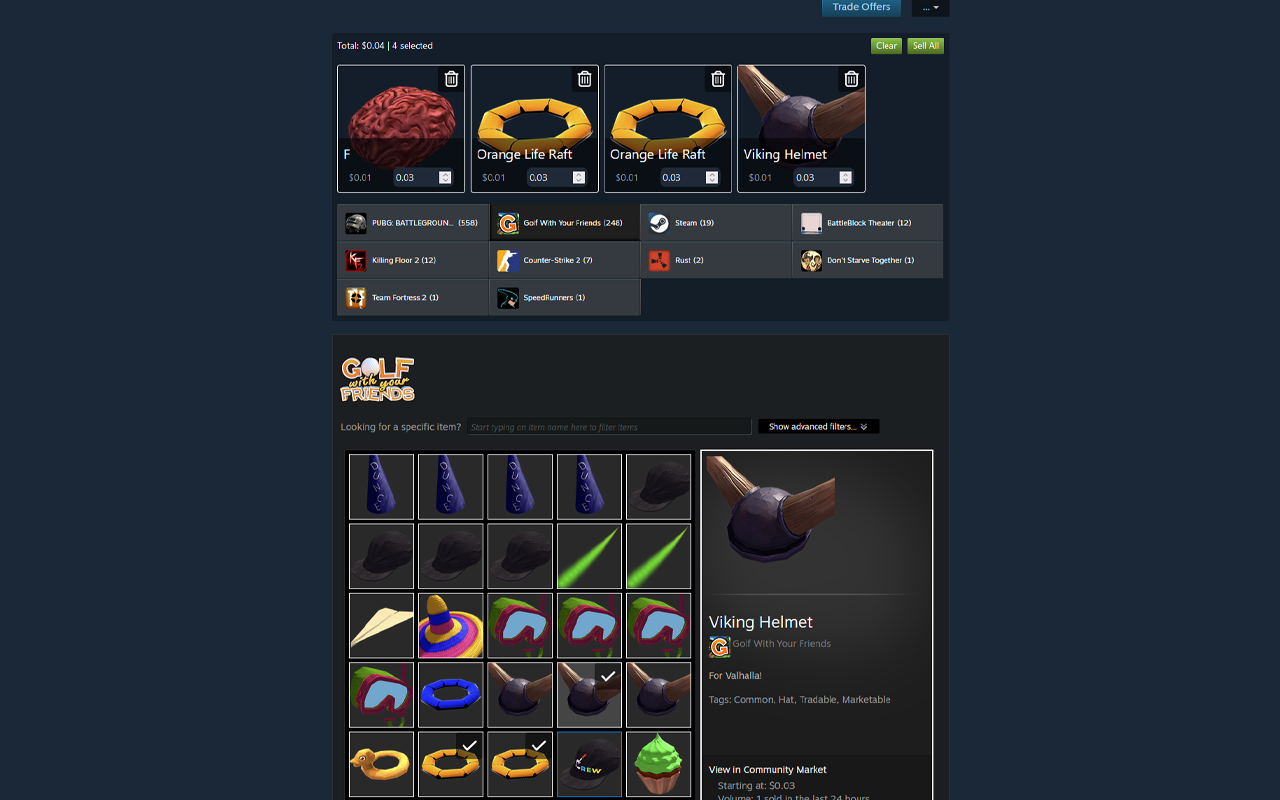 Trade Offers
...
Total: $0.04 | 4 selected
Clear
Sell All
F
Orange Life Raft
Orange Life Raft
Viking Helmet
$0.01 0.03
$0.01 0.03
$0.01 0.03
$0.01 0.03
PUBG: BATTLEGROUN... (558)
Golf With Your Friends (248)
Steam (19)
BattleBlock Theater (12)
Killing Floor 2 (12)
Counter-Strike 2 (7)
Rust (2)
Don't Starve Together (1)
Team Fortress 2 (1)
SpeedRunners (1)
GOLF
with your
FRIENDS
Looking for a specific item?
Start typing an item name here to filter items
Show advanced filters...
DUNCE
DUNCE
DUNCE
DUNCE
Viking Helmet
Golf With Your Friends
For Valhalla!
Tags: Common, Hat, Tradable, Marketable
View in Community Market
Starting at: $0.03
Volume: 1 sold in the last 24 hours